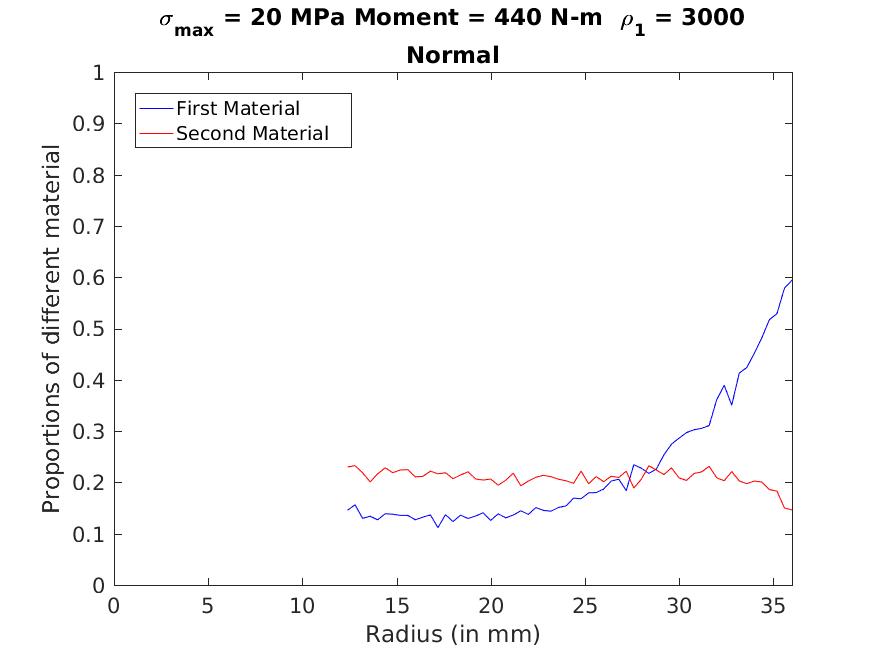 σmax = 20 MPa Moment = 440 N-m ρ1 = 3000
Normal
First Material
Second Material
Proportions of different material
1
0.9
0.8
0.7
0.6
0.5
0.4
0.3
0.2
0.1
0
0 5 10 15 20 25 30 35
Radius (in mm)